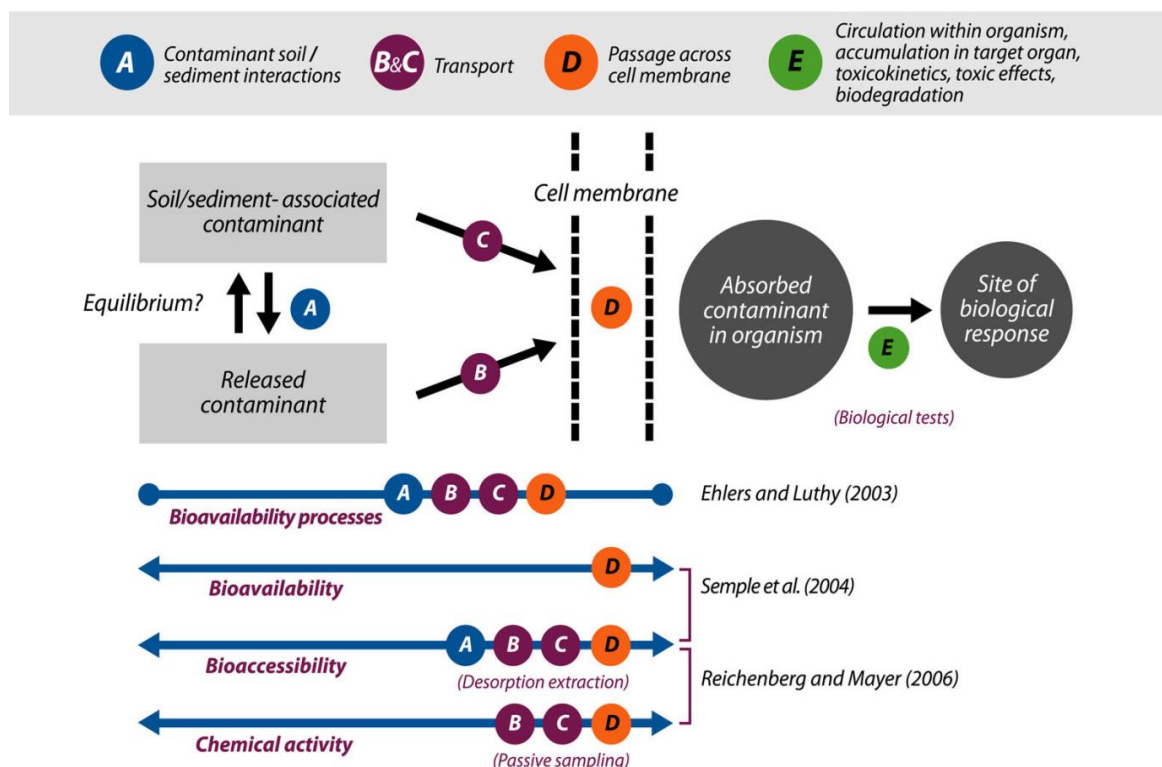 A
Contaminant soil /
sediment interactions
B&C
Transport
D
Passage across
cell membrane
E
Circulation within organism,
accumulation in target organ,
toxicokinetics, toxic effects,
biodegradation
Soil/sediment- associated
contaminant
Equilibrium?
A
Released
contaminant
C
B
Cell membrane
D
Absorbed
contaminant
in organism
E
Site of
biological
response
(Biological tests)
A B C D
Bioavailability processes
Ehlers and Luthy (2003)
D
Bioavailability
Semple et al. (2004)
A B C D
Bioaccessibility
(Desorption extraction)
Reichenberg and Mayer (2006)
B C D
Chemical activity
(Passive sampling)